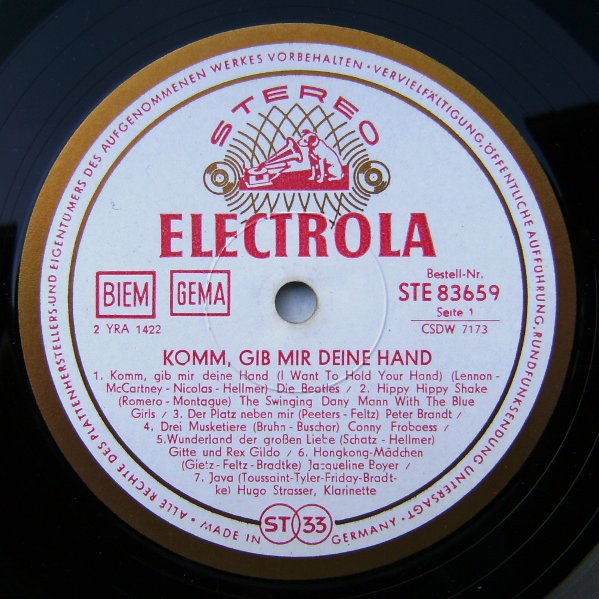 ALLE RECHTE DES PLATTENHERSTELLERS-UND EIGENTÜMERS DES AUFGENOMMENEN WERKES VORBEHALTEN · VERVIELFÄLTIGUNG, ÖFFENTLICHE AUFFÜHRUNG, RUNDFUNKSENDUNG UNTERSAGT ·
STEREO
ELECTROLA
BIEM GEMA
2 YRA 1422
Bestell-Nr.
STE 83659
Seite 1
CSDW 7173
KOMM, GIB MIR DEINE HAND
1. Komm, gib mir deine Hand (I Want To Hold Your Hand) (Lennon -
McCartney - Nicolas - Hellmer) Die Beatles / 2. Hippy Hippy Shake
(Romero - Montague) The Swinging Dany Mann With The Blue
Girls / 3. Der Platz neben mir (Peeters - Feltz) Peter Brandt /
4. Drei Musketiere (Bruhn - Buschor) Conny Froboess /
5.Wunderland der großen Liebe (Schatz - Hellmer)
Gitte und Rex Gildo / 6. Hongkong-Mädchen
(Gietz - Feltz - Bradtke) Jacqueline Boyer /
7. Java (Toussaint-Tyler-Friday-Bradt-
ke) Hugo Strasser, Klarinette
MADE IN ST 33 GERMANY